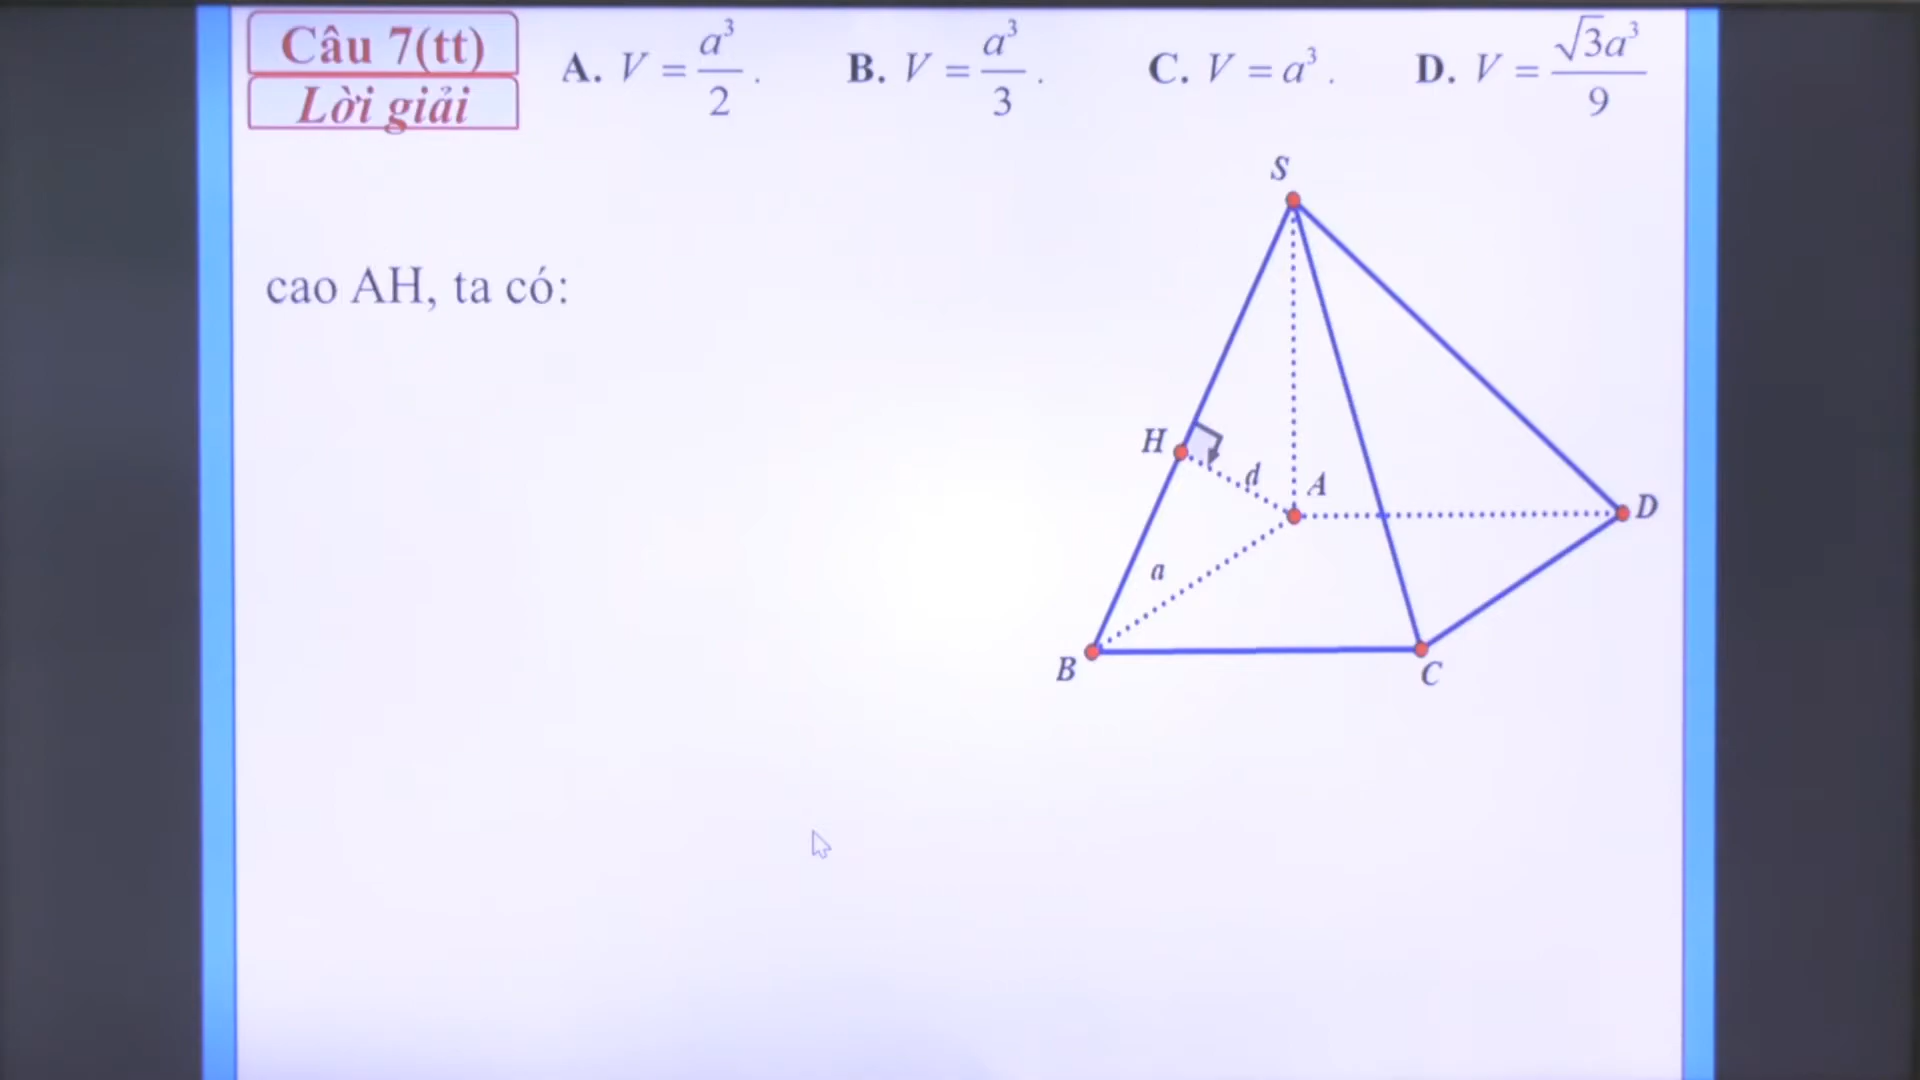 Câu 7(tt)
A. V = a³/2 . B. V = a³/3 . C. V = a³ . D. V = √3a³/9
Lời giải
S
cao AH, ta có:
H
d
A
D
a
B
C